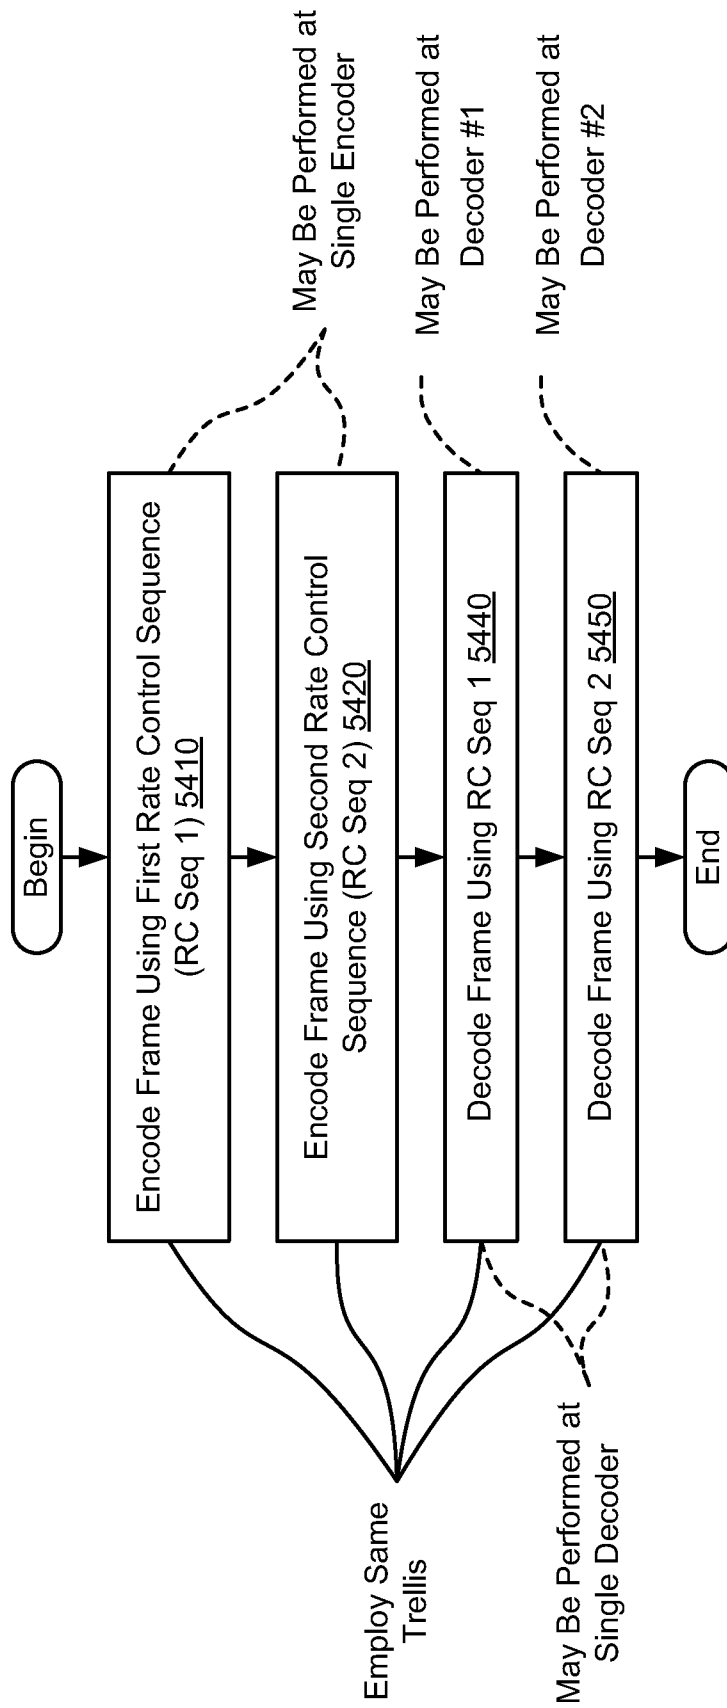 Begin
Encode Frame Using First Rate Control Sequence
(RC Seq 1) 5410
Encode Frame Using Second Rate Control
Sequence (RC Seq 2) 5420
Decode Frame Using RC Seq 1 5440
Decode Frame Using RC Seq 2 5450
End
Employ Same
Trellis
May Be Performed at
Single Decoder
May Be Performed at
Single Encoder
May Be Performed at
Decoder #1
May Be Performed at
Decoder #2